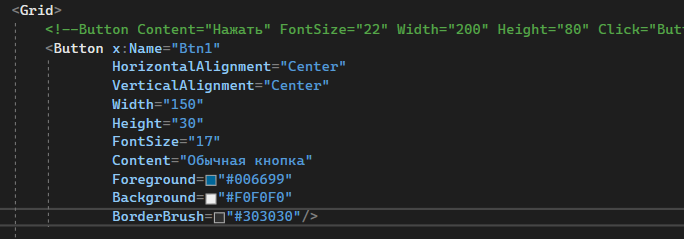 <Grid>
<!--Button Content="Нажать" FontSize="22" Width="200" Height="80" Click="But
<Button x:Name="Btn1"
HorizontalAlignment="Center"
VerticalAlignment="Center"
Width="150"
Height="30"
FontSize="17"
Content="Обычная кнопка"
Foreground="#006699"
Background="#F0F0F0"
BorderBrush="#303030"/>